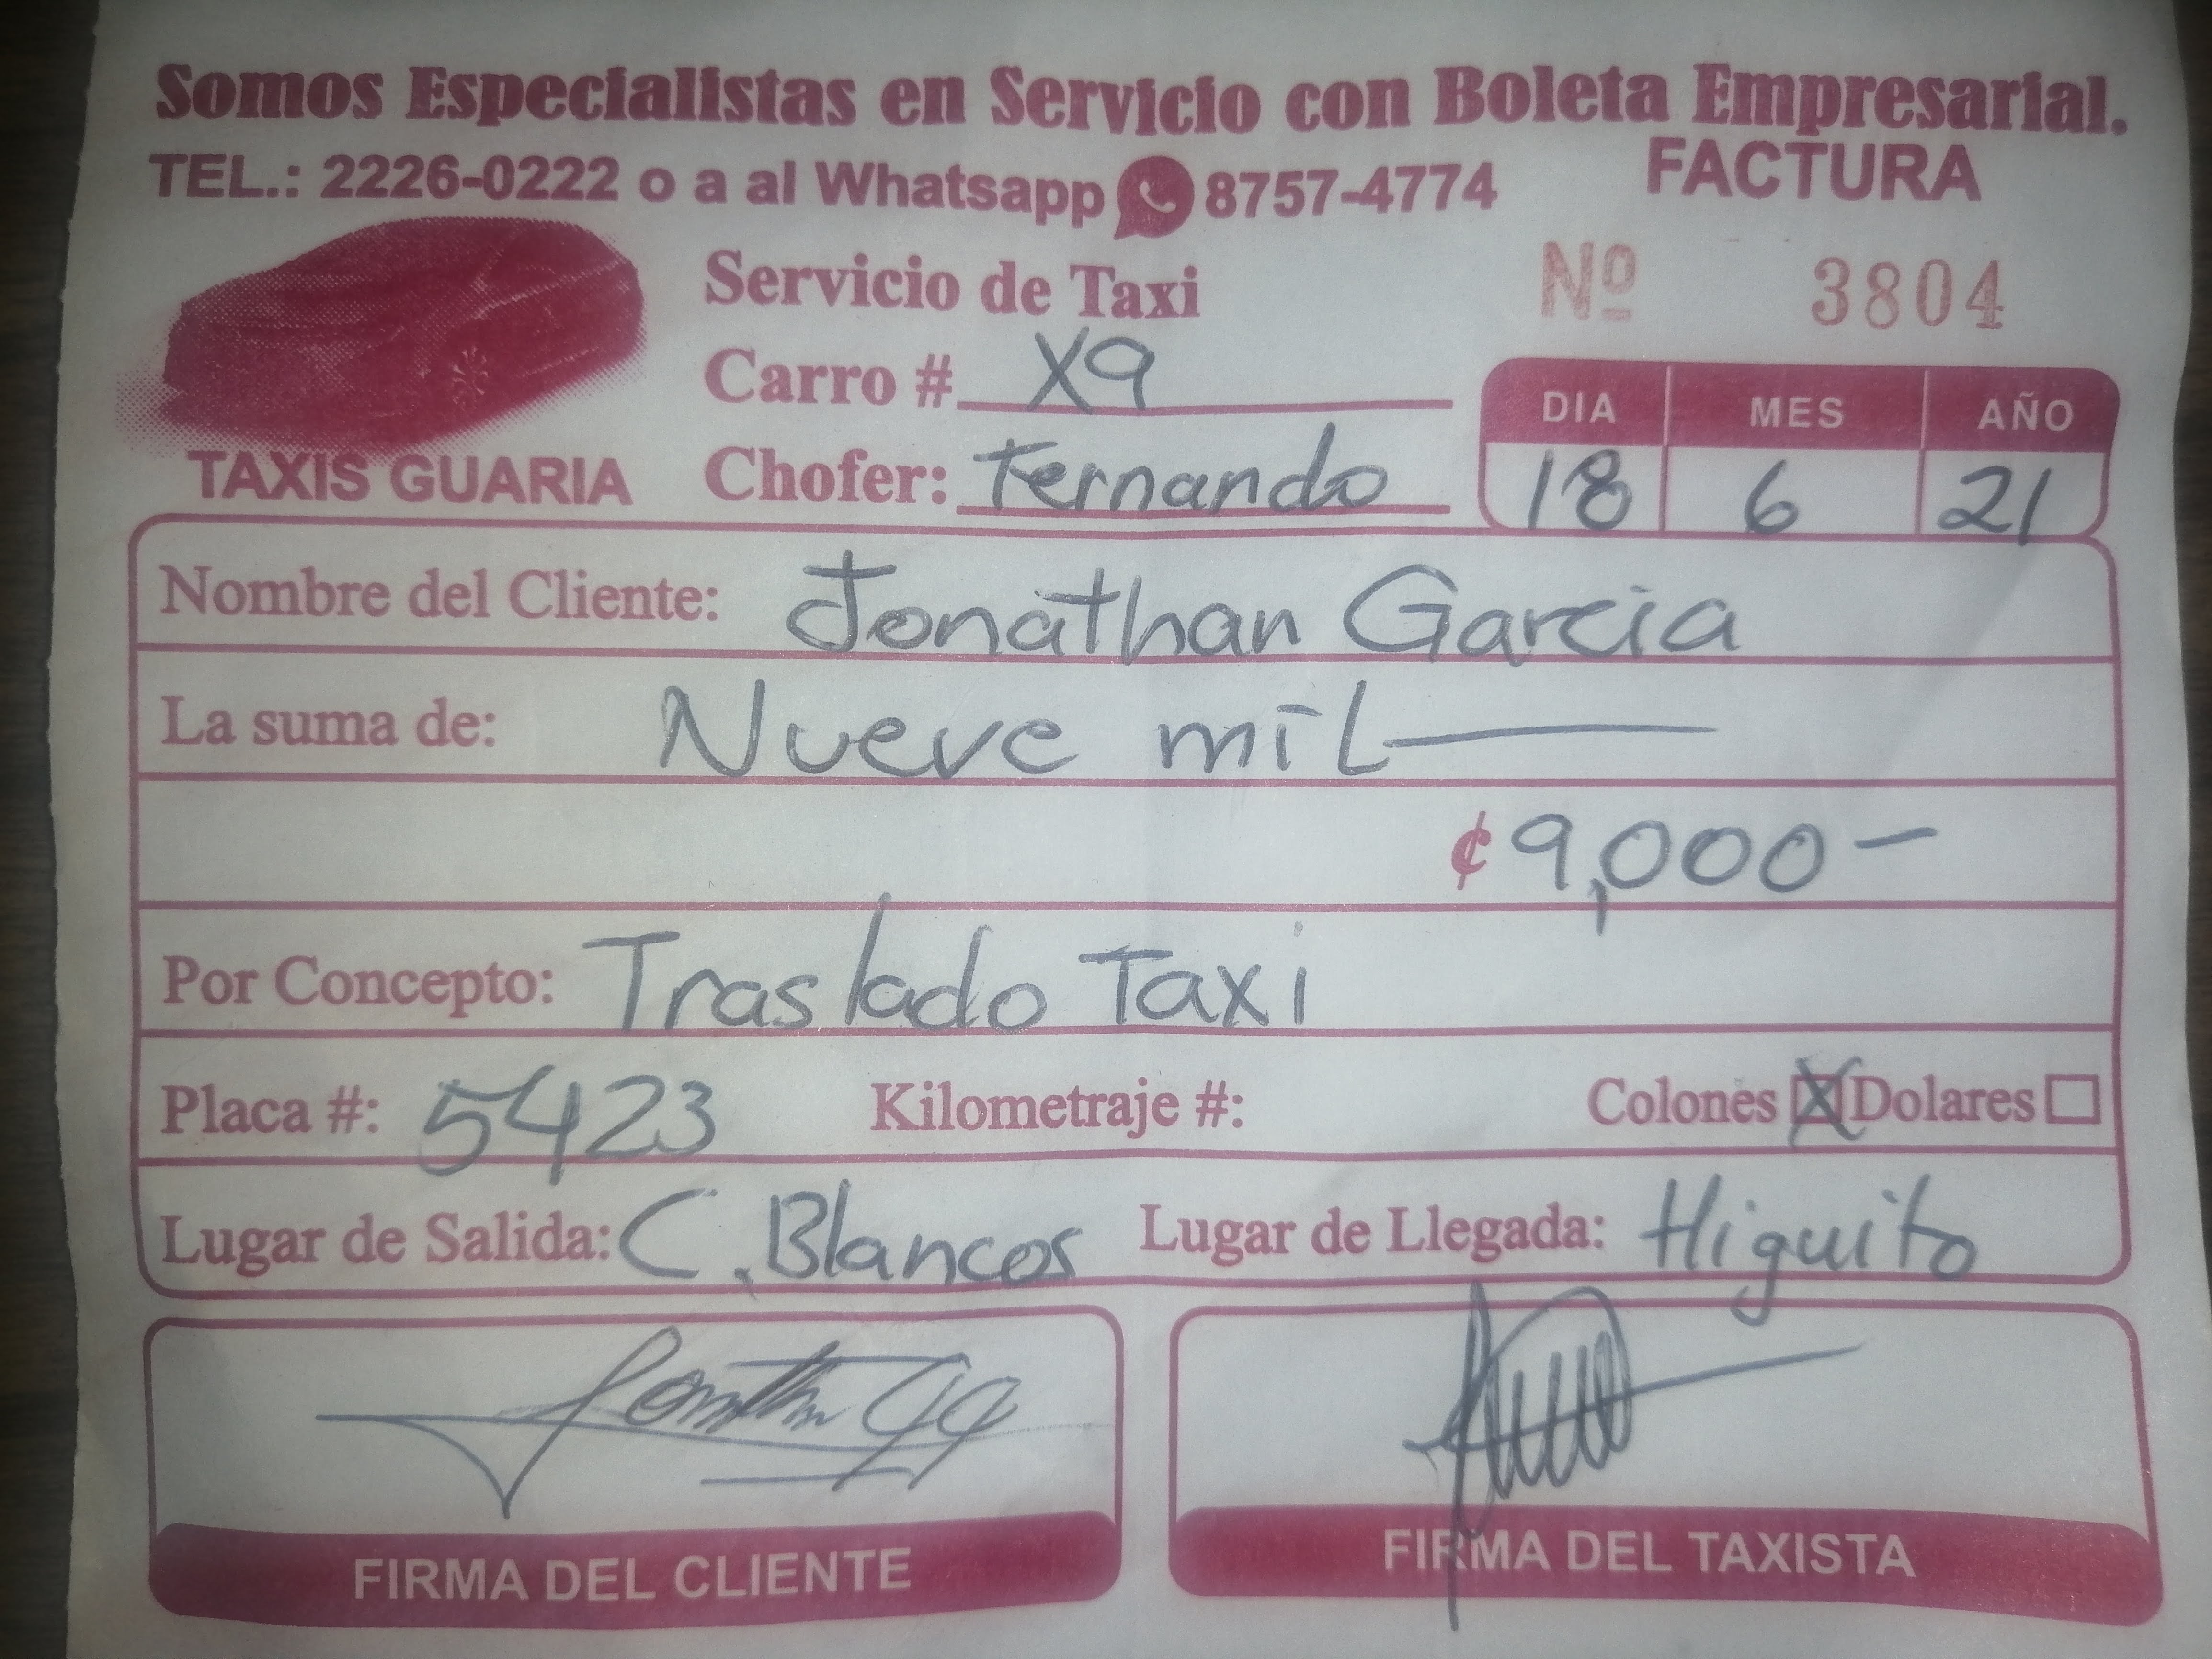 Somos Especialistas en Servicio con Boleta Empresarial.
TEL.: 2226-0222 o a al Whatsapp 8757-4774 FACTURA
Servicio de Taxi Nº 3804
Carro # X9
DIA MES AÑO
TAXIS GUARIA Chofer: Fernando 18 6 21
Nombre del Cliente: Jonathan Garcia
La suma de: Nueve mil
¢ 9,000-
Por Concepto: Traslado Taxi
Placa #: 5423 Kilometraje #: Colones X Dolares
Lugar de Salida: C. Blancos Lugar de Llegada: Higuito
FIRMA DEL CLIENTE FIRMA DEL TAXISTA